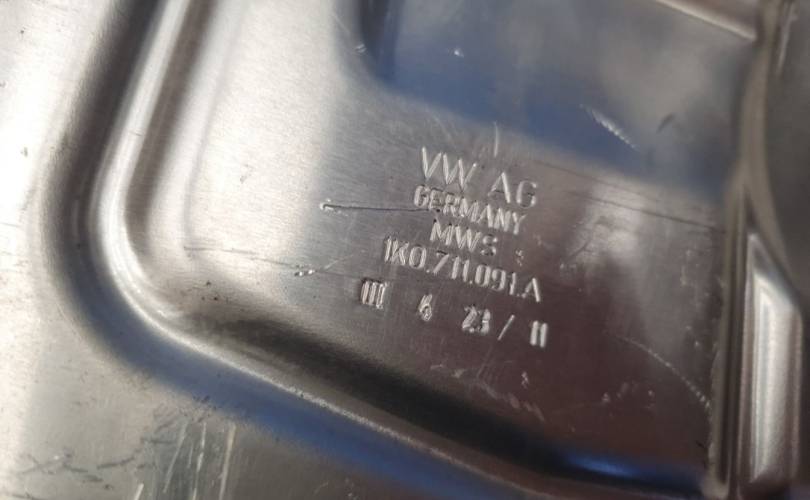 VW AG
GERMANY
MWS
1K0.711.091.A
III 6 23 / 11